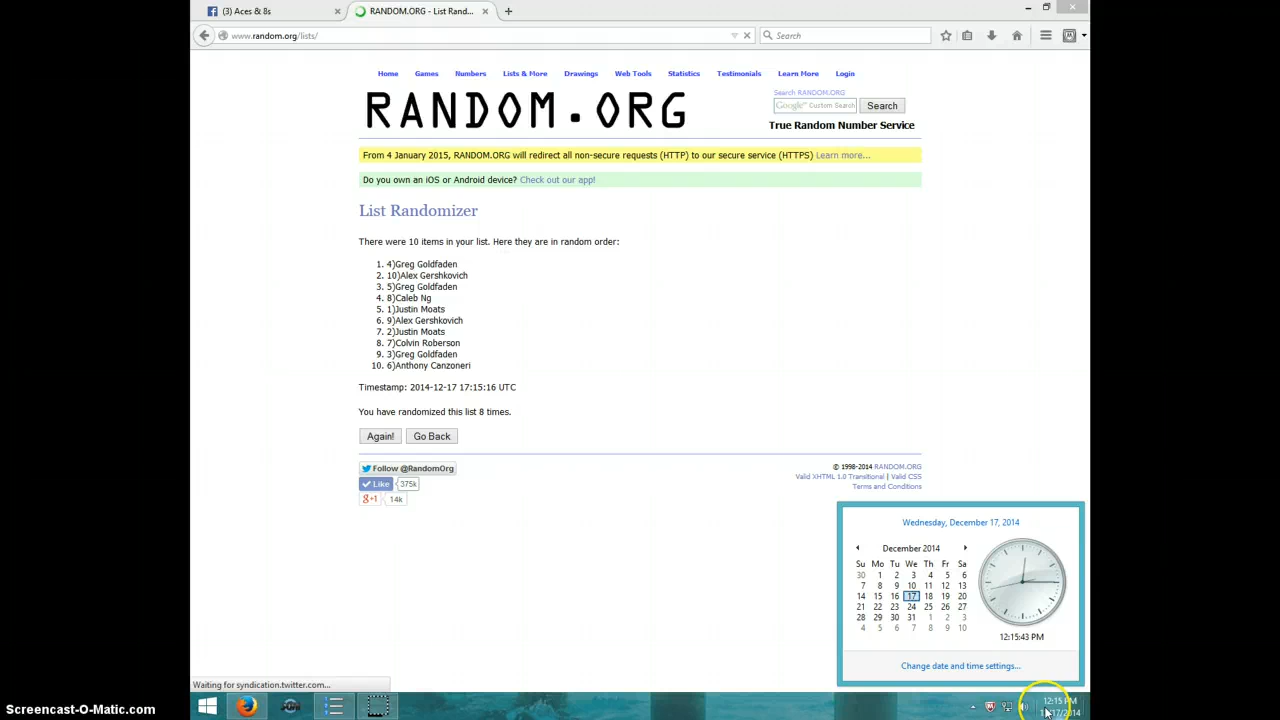 (3) Aces & 8s
RANDOM.ORG - List Rand...
www.random.org/lists/
Search
Home Games Numbers Lists & More Drawings Web Tools Statistics Testimonials Learn More Login
Search RANDOM.ORG
RANDOM.ORG
Google™ Custom Search Search
True Random Number Service
From 4 January 2015, RANDOM.ORG will redirect all non-secure requests (HTTP) to our secure service (HTTPS) Learn more...
Do you own an iOS or Android device? Check out our app!
List Randomizer
There were 10 items in your list. Here they are in random order:
1. 4)Greg Goldfaden
2. 10)Alex Gershkovich
3. 5)Greg Goldfaden
4. 8)Caleb Ng
5. 1)Justin Moats
6. 9)Alex Gershkovich
7. 2)Justin Moats
8. 7)Colvin Roberson
9. 3)Greg Goldfaden
10. 6)Anthony Canzoneri
Timestamp: 2014-12-17 17:15:16 UTC
You have randomized this list 8 times.
Again! Go Back
Follow @RandomOrg
Like 375k
g+1 14k
© 1998-2014 RANDOM.ORG
Valid XHTML 1.0 Transitional | Valid CSS
Terms and Conditions
Wednesday, December 17, 2014
December 2014
Su Mo Tu We Th Fr Sa
30 1 2 3 4 5 6
7 8 9 10 11 12 13
14 15 16 17 18 19 20
21 22 23 24 25 26 27
28 29 30 31 1 2 3
4 5 6 7 8 9 10
12:15:43 PM
Change date and time settings...
Waiting for syndication.twitter.com...
12:15 PM
Screencast-O-Matic.com